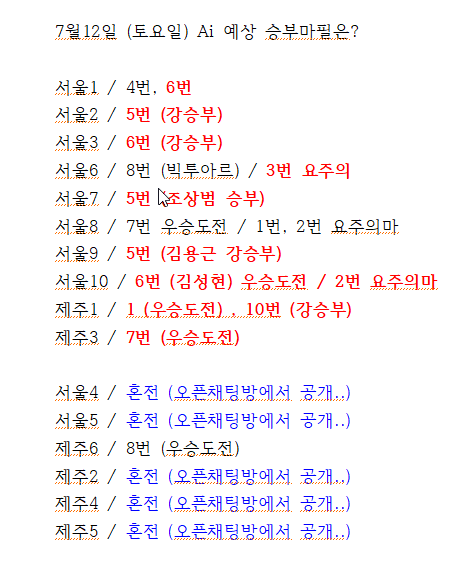 7월12일 (토요일) Ai 예상 승부마필은?
서울1 / 4번, 6번
서울2 / 5번 (강승부)
서울3 / 6번 (강승부)
서울6 / 8번 (빅투아르) / 3번 요주의
서울7 / 5번 조상범 승부)
서울8 / 7번 우승도전 / 1번, 2번 요주의마
서울9 / 5번 (김용근 강승부)
서울10 / 6번 (김성현) 우승도전 / 2번 요주의마
제주1 / 1 (우승도전) , 10번 (강승부)
제주3 / 7번 (우승도전)
서울4 / 혼전 (오픈채팅방에서 공개..)
서울5 / 혼전 (오픈채팅방에서 공개..)
제주6 / 8번 (우승도전)
제주2 / 혼전 (오픈채팅방에서 공개..)
제주4 / 혼전 (오픈채팅방에서 공개..)
제주5 / 혼전 (오픈채팅방에서 공개..)